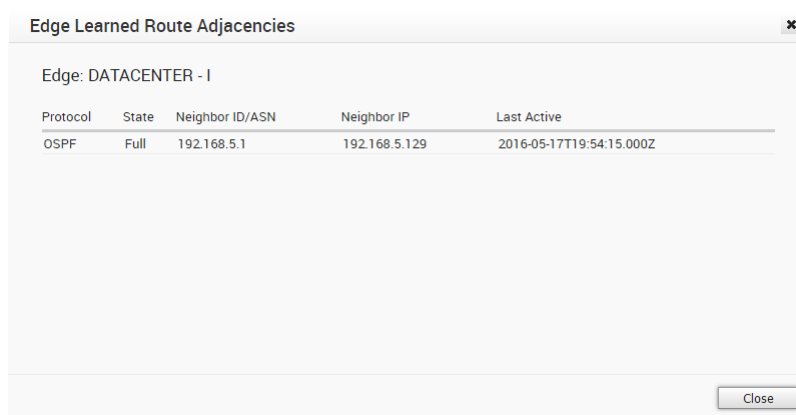 Edge Learned Route Adjacencies
Edge: DATACENTER - I
Protocol State Neighbor ID/ASN Neighbor IP Last Active
OSPF Full 192.168.5.1 192.168.5.129 2016-05-17T19:54:15.000Z
Close